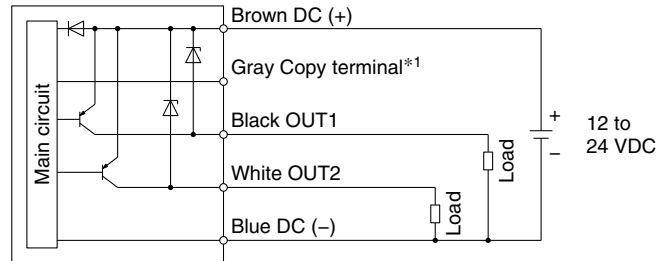 Brown DC (+)
Gray Copy terminal*1
Black OUT1
White OUT2
Blue DC (−)
Main circuit
Load
Load
+
−
12 to
24 VDC